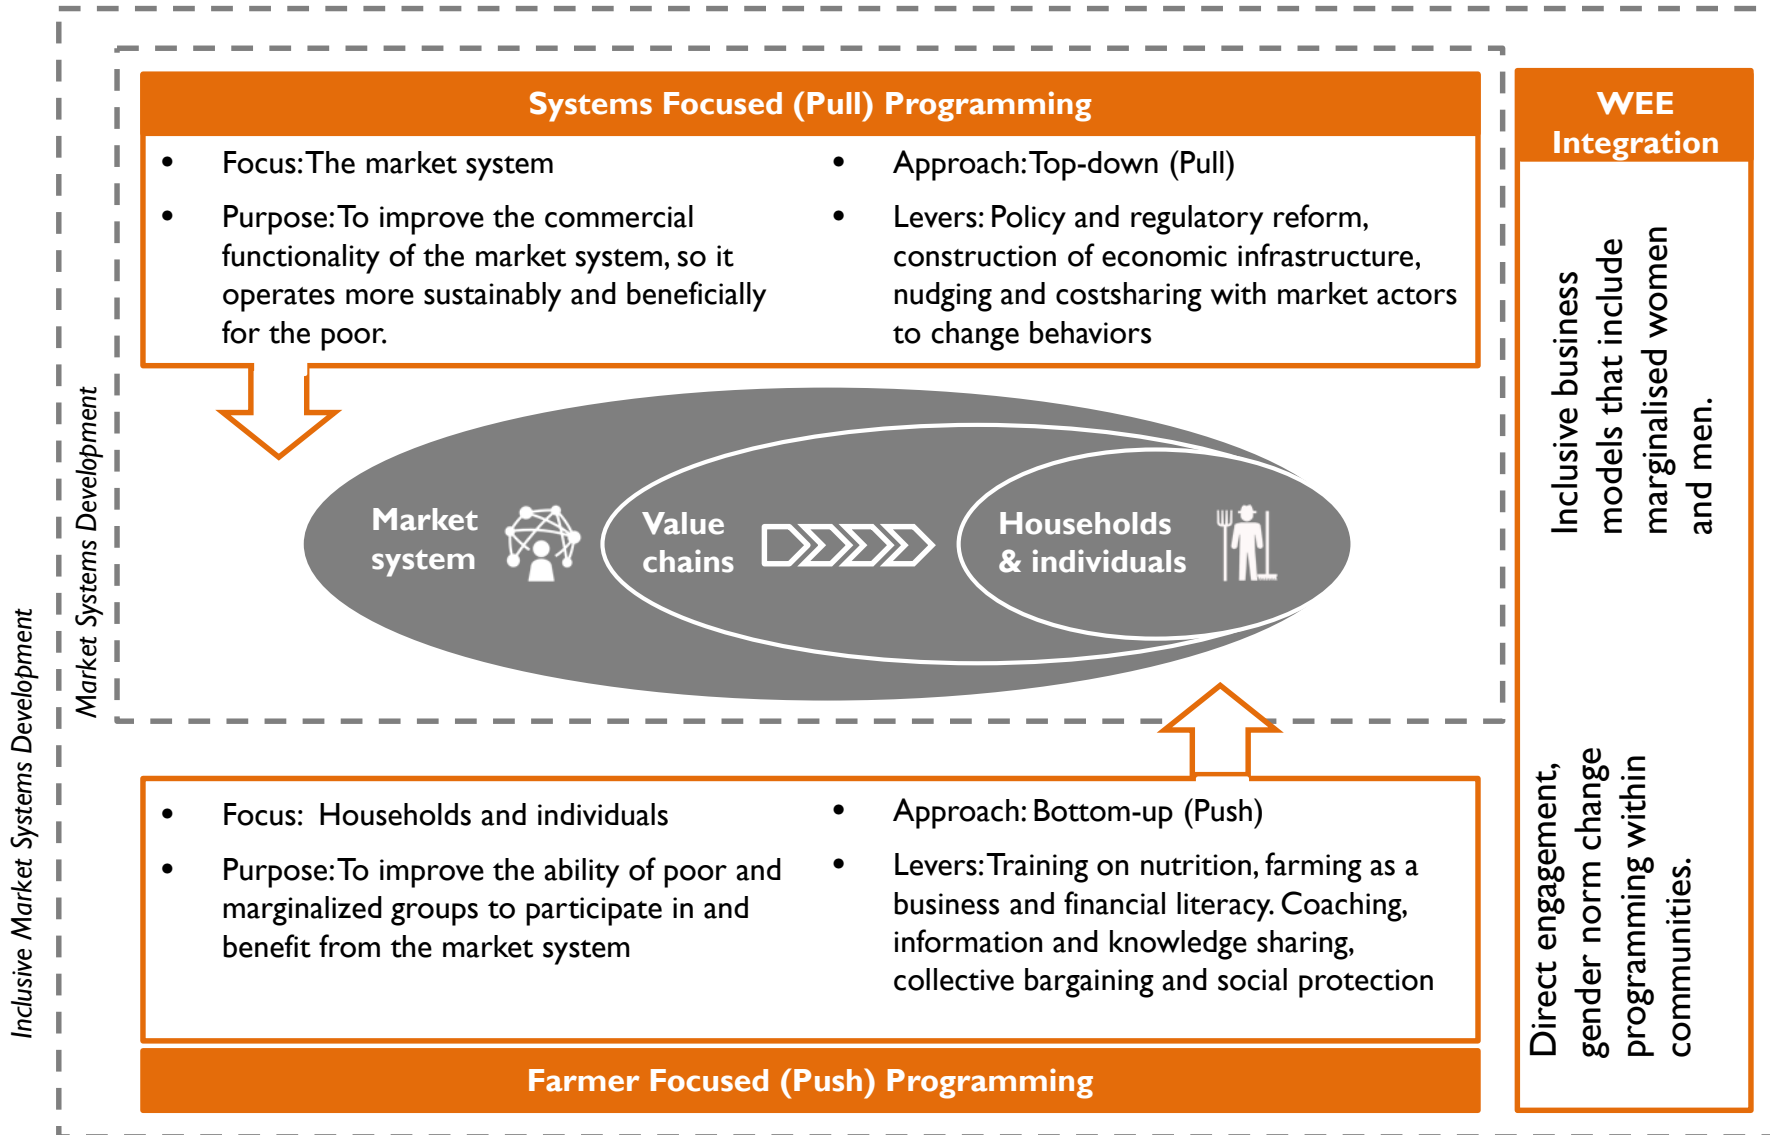 Systems Focused (Pull) Programming
• Focus: The market system
• Purpose: To improve the commercial
functionality of the market system, so it
operates more sustainably and beneficially
for the poor.
• Approach: Top-down (Pull)
• Levers: Policy and regulatory reform,
construction of economic infrastructure,
nudging and costsharing with market actors
to change behaviors
WEE
Integration
Inclusive business
models that include
marginalised women
and men.
Direct engagement,
gender norm change
programming within
communities.
Market Systems Development
Inclusive Market Systems Development
Market
system
Value
chains
Households
& individuals
• Focus: Households and individuals
• Purpose: To improve the ability of poor and
marginalized groups to participate in and
benefit from the market system
• Approach: Bottom-up (Push)
• Levers: Training on nutrition, farming as a
business and financial literacy. Coaching,
information and knowledge sharing,
collective bargaining and social protection
Farmer Focused (Push) Programming